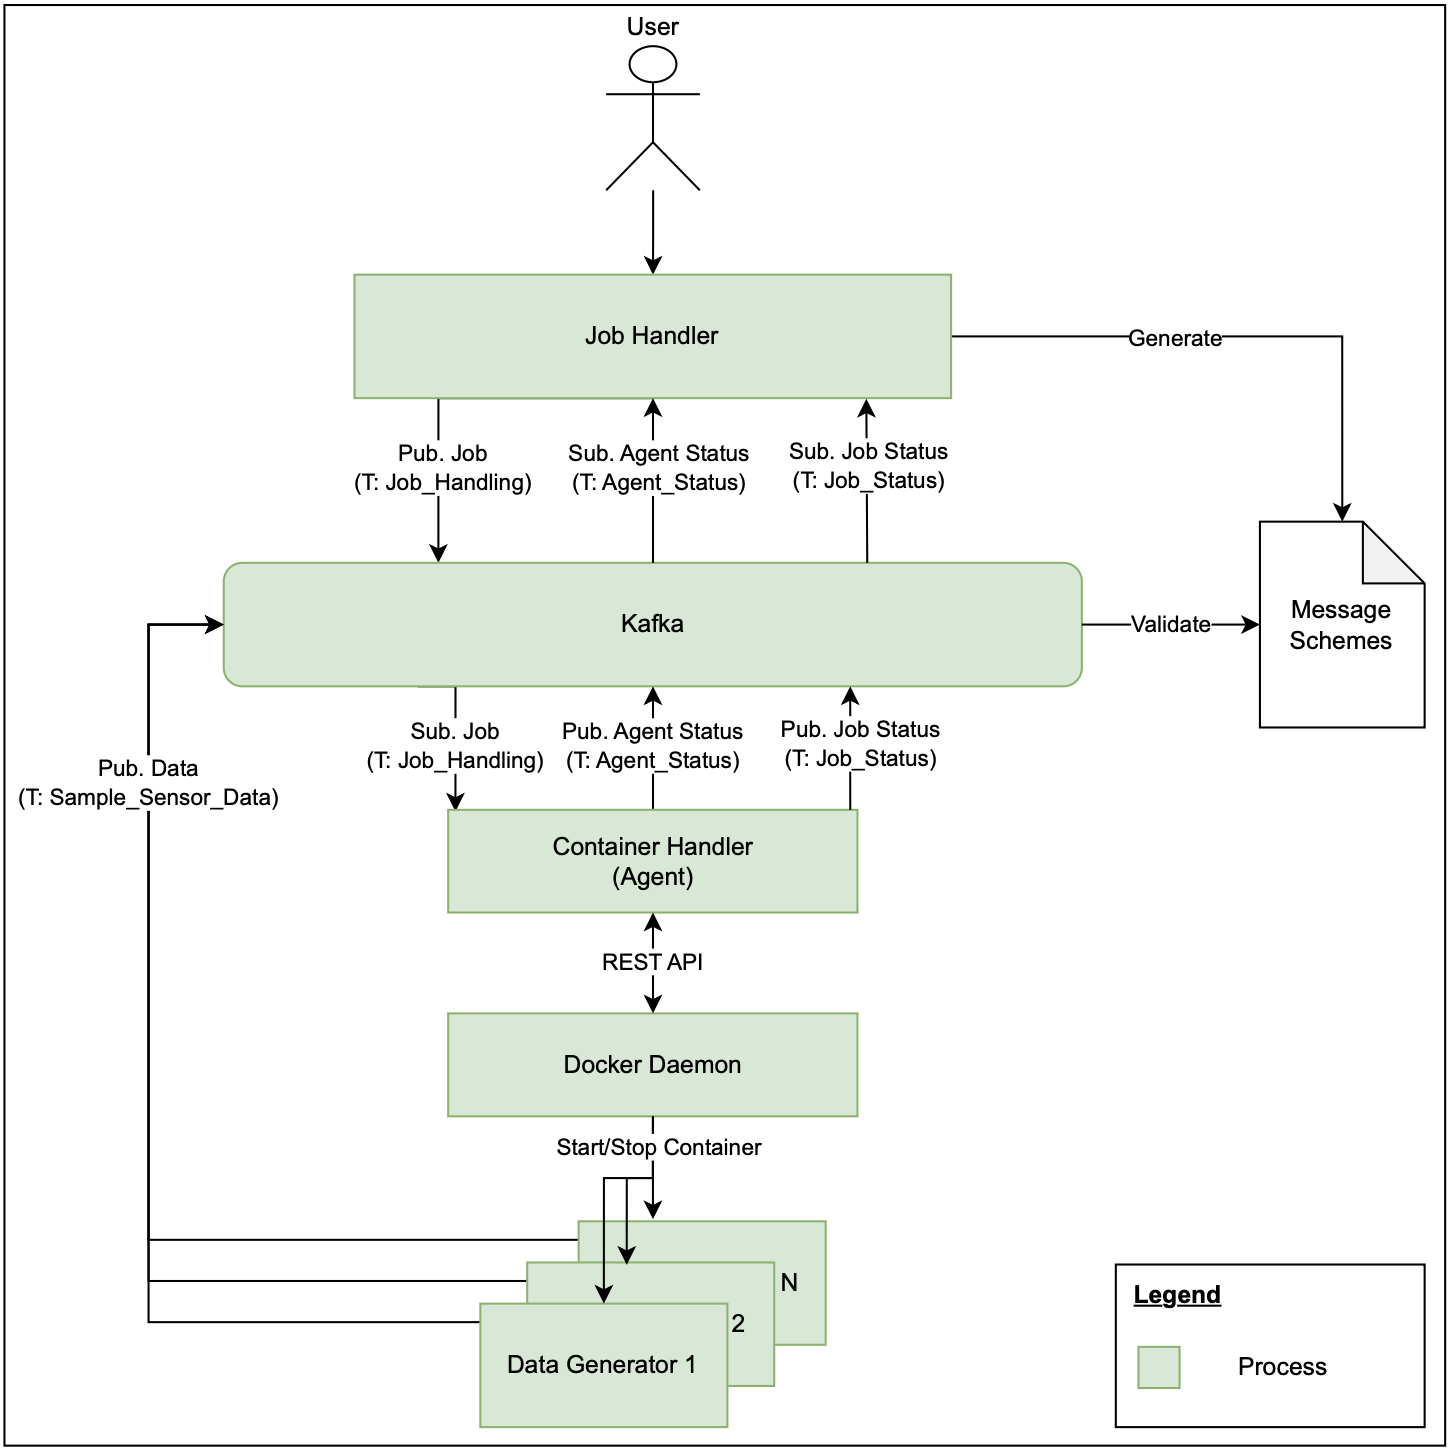 User
Job Handler
Generate
Pub. Job
(T: Job_Handling)
Sub. Agent Status
(T: Agent_Status)
Sub. Job Status
(T: Job_Status)
Kafka
Validate
Message
Schemes
Sub. Job
(T: Job_Handling)
Pub. Agent Status
(T: Agent_Status)
Pub. Job Status
(T: Job_Status)
Pub. Data
(T: Sample_Sensor_Data)
Container Handler
(Agent)
REST API
Docker Daemon
Start/Stop Container
N
2
Data Generator 1
Legend
Process